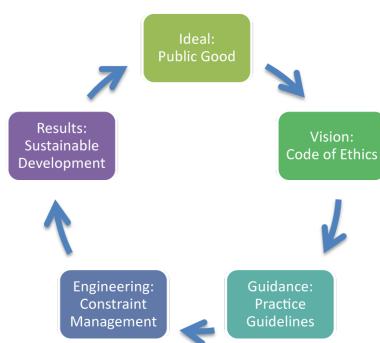 Ideal:
Public Good
Vision:
Code of Ethics
Guidance:
Practice
Guidelines
Engineering:
Constraint
Management
Results:
Sustainable
Development